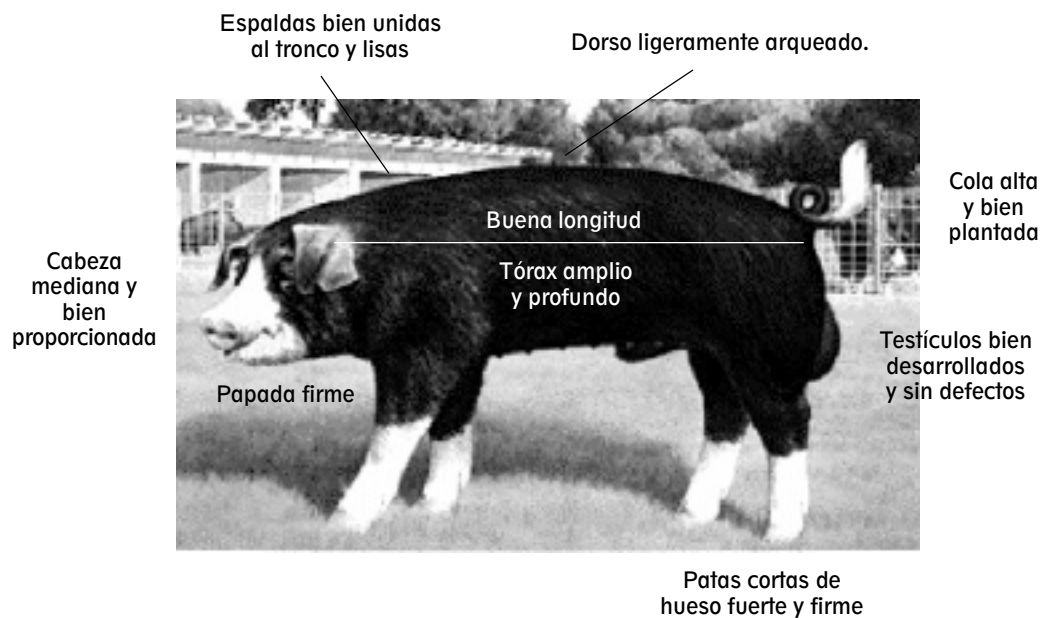 Espaldas bien unidas
al tronco y lisas
Dorso ligeramente arqueado.
Cola alta
y bien
plantada
Buena longitud
Tórax amplio
y profundo
Cabeza
mediana y
bien
proporcionada
Testículos bien
desarrollados
y sin defectos
Papada firme
Patas cortas de
hueso fuerte y firme